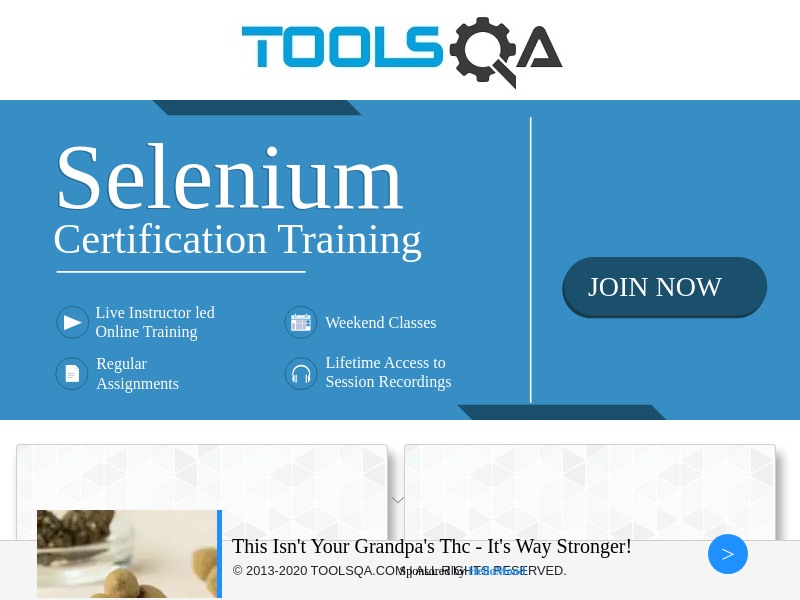 TOOLSQA
Selenium
Certification Training
JOIN NOW
Live Instructor led
Online Training
Weekend Classes
Regular
Assignments
Lifetime Access to
Session Recordings
This Isn't Your Grandpa's Thc - It's Way Stronger!
>
© 2013-2020 TOOLSQA.COM | ALL RIGHTS RESERVED.
Sponsored by